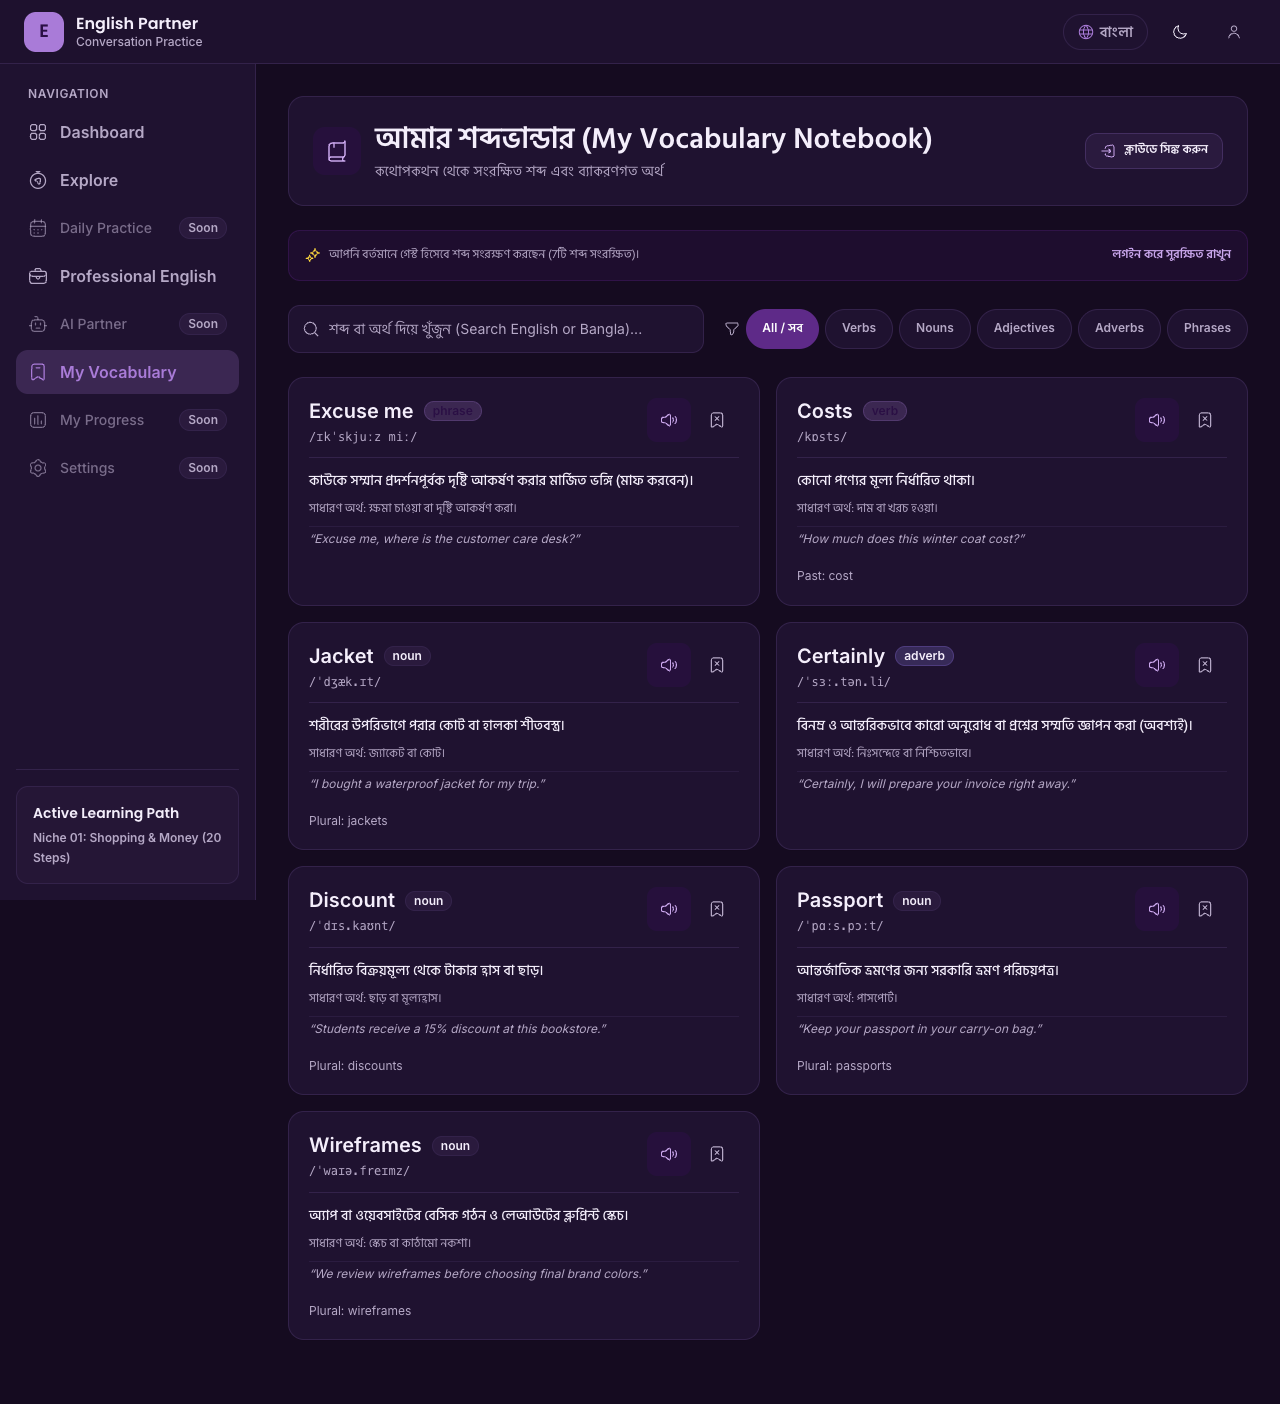 E
English Partner
Conversation Practice
বাংলা
NAVIGATION
Dashboard
Explore
Daily Practice Soon
Professional English
AI Partner Soon
My Vocabulary
My Progress Soon
Settings Soon
Active Learning Path
Niche 01: Shopping & Money (20
Steps)
আমার শব্দভান্ডার (My Vocabulary Notebook)
কথোপকথন থেকে সংরক্ষিত শব্দ এবং ব্যাকরণগত অর্থ
ক্লাউডে সিঙ্ক করুন
আপনি বর্তমানে গেস্ট হিসেবে শব্দ সংরক্ষণ করছেন (7টি শব্দ সংরক্ষিত)।
লগইন করে সুরক্ষিত রাখুন
শব্দ বা অর্থ দিয়ে খুঁজুন (Search English or Bangla)...
All / সব Verbs Nouns Adjectives Adverbs Phrases
Excuse me phrase
/ɪkˈskjuːz miː/
কাউকে সম্মান প্রদর্শনপূর্বক দৃষ্টি আকর্ষণ করার মার্জিত ভঙ্গি (মাফ করবেন)।
সাধারণ অর্থ: ক্ষমা চাওয়া বা দৃষ্টি আকর্ষণ করা।
“Excuse me, where is the customer care desk?”
Costs verb
/kɒsts/
কোনো পণ্যের মূল্য নির্ধারিত থাকা।
সাধারণ অর্থ: দাম বা খরচ হওয়া।
“How much does this winter coat cost?”
Past: cost
Jacket noun
/ˈdʒæk.ɪt/
শরীরের উপরিভাগে পরার কোট বা হালকা শীতবস্ত্র।
সাধারণ অর্থ: জ্যাকেট বা কোট।
“I bought a waterproof jacket for my trip.”
Plural: jackets
Certainly adverb
/ˈsɜː.tən.li/
বিনম্র ও আন্তরিকভাবে কারো অনুরোধ বা প্রশ্নের সম্মতি জ্ঞাপন করা (অবশ্যই)।
সাধারণ অর্থ: নিঃসন্দেহে বা নিশ্চিতভাবে।
“Certainly, I will prepare your invoice right away.”
Discount noun
/ˈdɪs.kaʊnt/
নির্ধারিত বিক্রয়মূল্য থেকে টাকার হ্রাস বা ছাড়।
সাধারণ অর্থ: ছাড় বা মূল্যহ্রাস।
“Students receive a 15% discount at this bookstore.”
Plural: discounts
Passport noun
/ˈpɑːs.pɔːt/
আন্তর্জাতিক ভ্রমণের জন্য সরকারি ভ্রমণ পরিচয়পত্র।
সাধারণ অর্থ: পাসপোর্ট।
“Keep your passport in your carry-on bag.”
Plural: passports
Wireframes noun
/ˈwaɪə.freɪmz/
অ্যাপ বা ওয়েবসাইটের বেসিক গঠন ও লেআউটের ব্লুপ্রিন্ট স্কেচ।
সাধারণ অর্থ: স্কেচ বা কাঠামো নকশা।
“We review wireframes before choosing final brand colors.”
Plural: wireframes